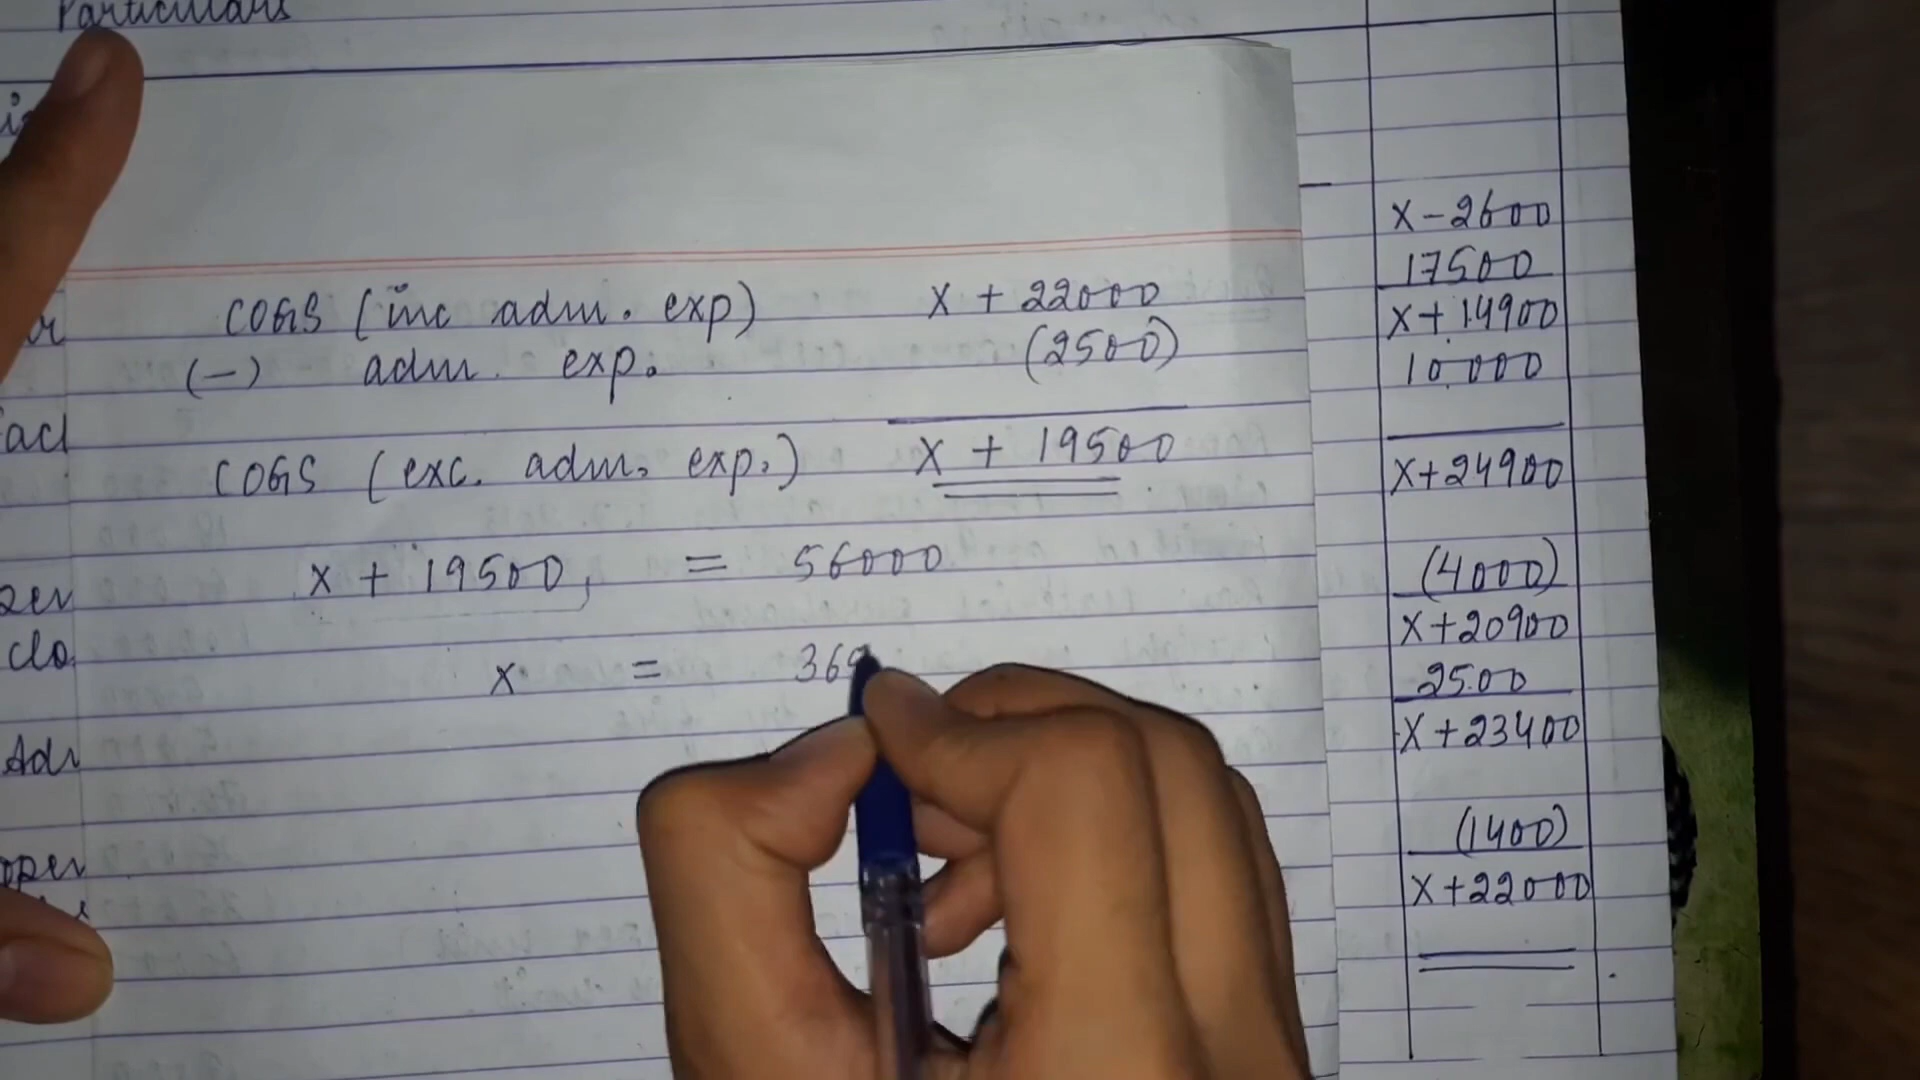 Particulars
COGS (inc adm. exp) x + 22000
(-) adm. exp. (2500)
COGS (exc. adm. exp.) x + 19500
x + 19500 = 56000
x = 36
x - 2600
17500
x + 14900
10000
x + 24900
(4000)
x + 20900
2500
x + 23400
(1400)
x + 22000